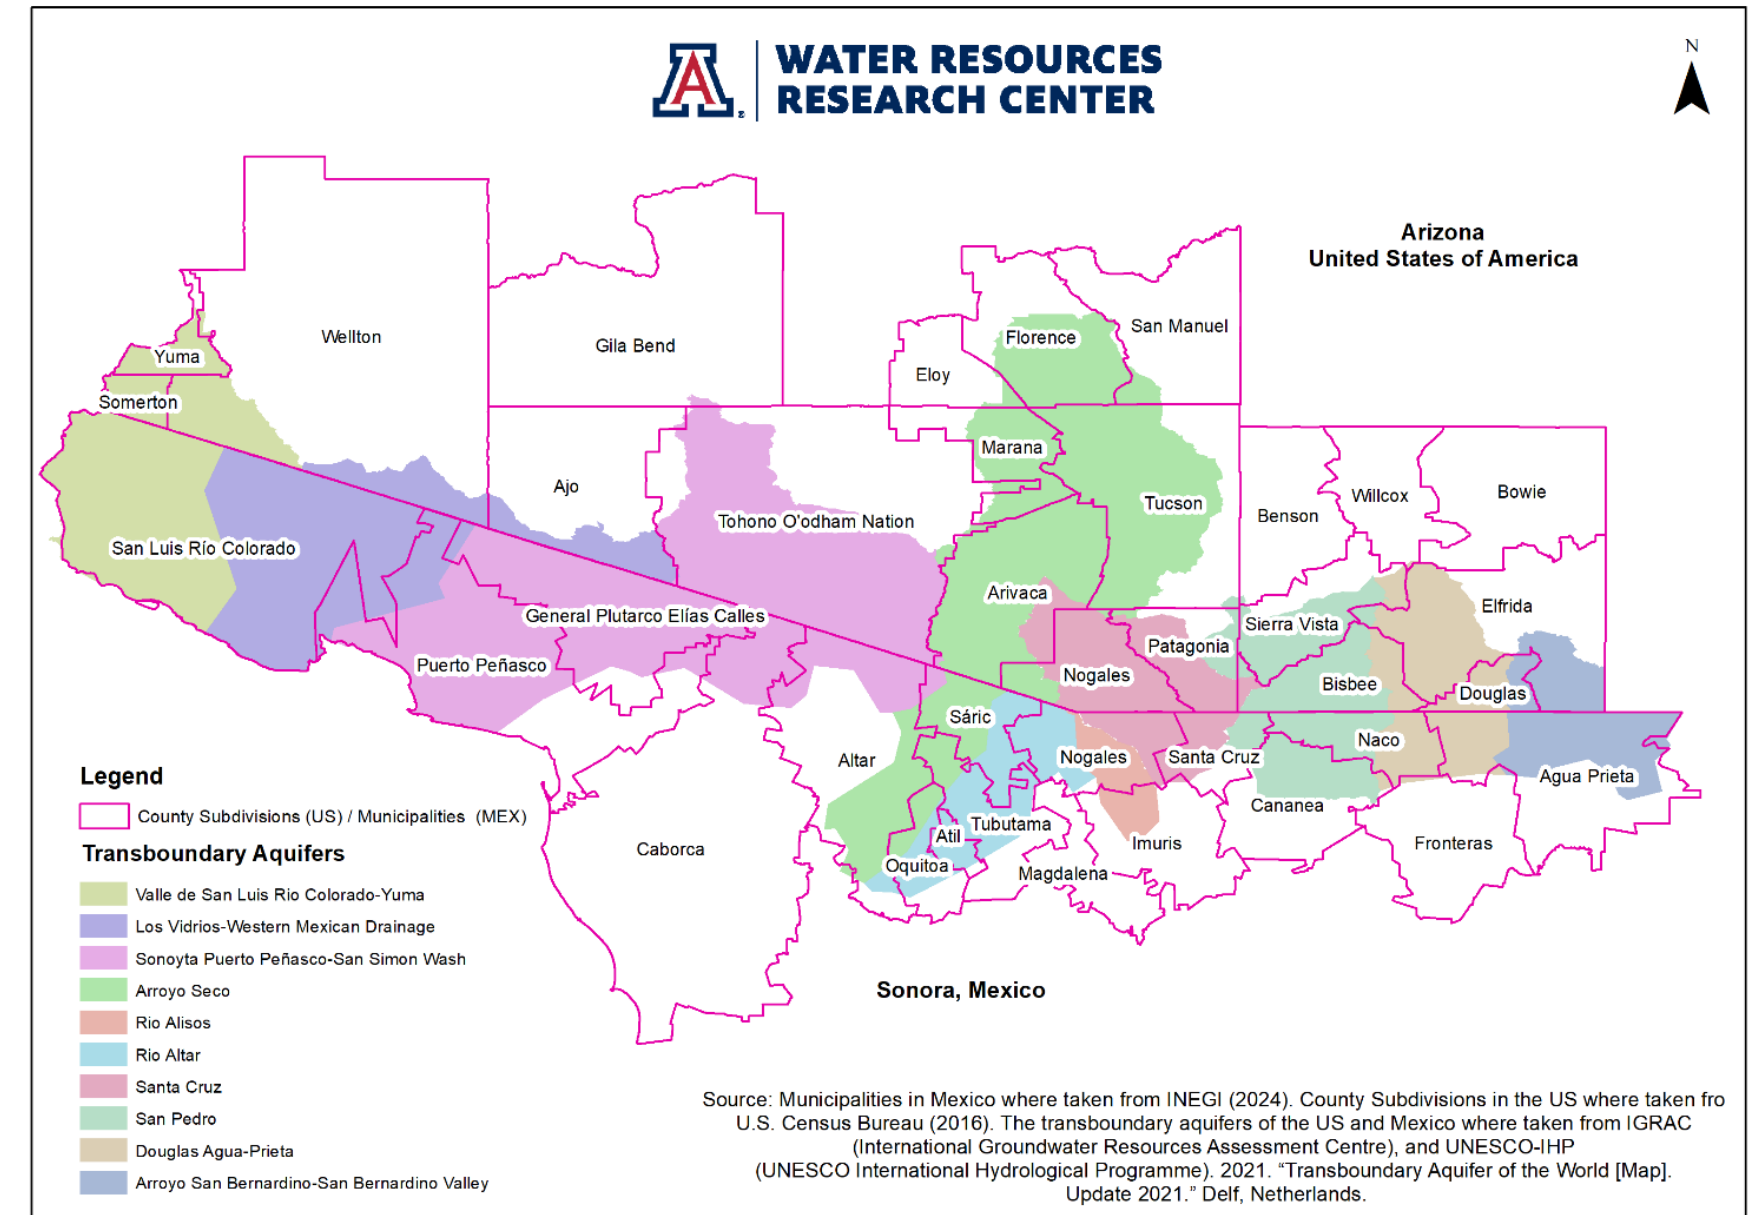 A
WATER RESOURCES
RESEARCH CENTER
N
Arizona
United States of America
Wellton
Gila Bend
Yuma
Somerton
Florence
San Manuel
Eloy
Marana
Ajo
Tohono O'odham Nation
Tucson
Benson
Willcox
Bowie
San Luis Río Colorado
General Plutarco Elías Calles
Puerto Peñasco
Arivaca
Patagonia
Nogales
Sierra Vista
Elfrida
Bisbee
Douglas
Sáric
Altar
Nogales
Santa Cruz
Naco
Agua Prieta
Cananea
Caborca
Atil
Tubutama
Oquitoa
Magdalena
Imuris
Fronteras
Sonora, Mexico
Legend
County Subdivisions (US) / Municipalities (MEX)
Transboundary Aquifers
Valle de San Luis Rio Colorado-Yuma
Los Vidrios-Western Mexican Drainage
Sonoyta Puerto Peñasco-San Simon Wash
Arroyo Seco
Rio Alisos
Rio Altar
Santa Cruz
San Pedro
Douglas Agua-Prieta
Arroyo San Bernardino-San Bernardino Valley
Source: Municipalities in Mexico where taken from INEGI (2024). County Subdivisions in the US where taken fro
U.S. Census Bureau (2016). The transboundary aquifers of the US and Mexico where taken from IGRAC
(International Groundwater Resources Assessment Centre), and UNESCO-IHP
(UNESCO International Hydrological Programme). 2021. “Transboundary Aquifer of the World [Map].
Update 2021.” Delf, Netherlands.